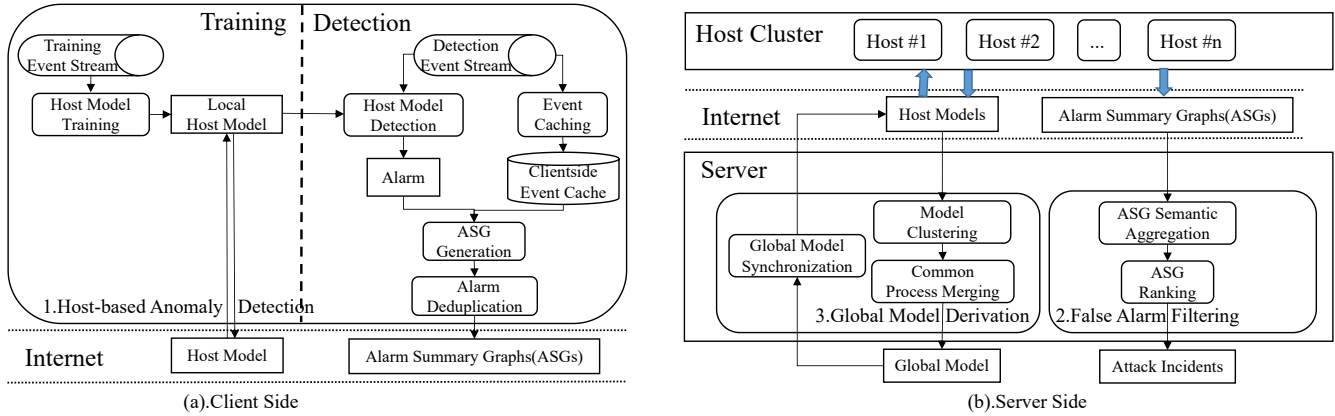 Training
Detection
Training
Event Stream
Host Model
Training
Local
Host Model
Detection
Event Stream
Host Model
Detection
Event
Caching
Alarm
Clientside
Event Cache
ASG
Generation
Alarm
Deduplication
1.Host-based Anomaly Detection
Internet
Host Model
Alarm Summary Graphs(ASGs)
(a).Client Side
Host Cluster
Host #1
Host #2
...
Host #n
Internet
Host Models
Alarm Summary Graphs(ASGs)
Server
Model
Clustering
Global Model
Synchronization
Common
Process Merging
3.Global Model Derivation
ASG Semantic
Aggregation
ASG
Ranking
2.False Alarm Filtering
Global Model
Attack Incidents
(b).Server Side